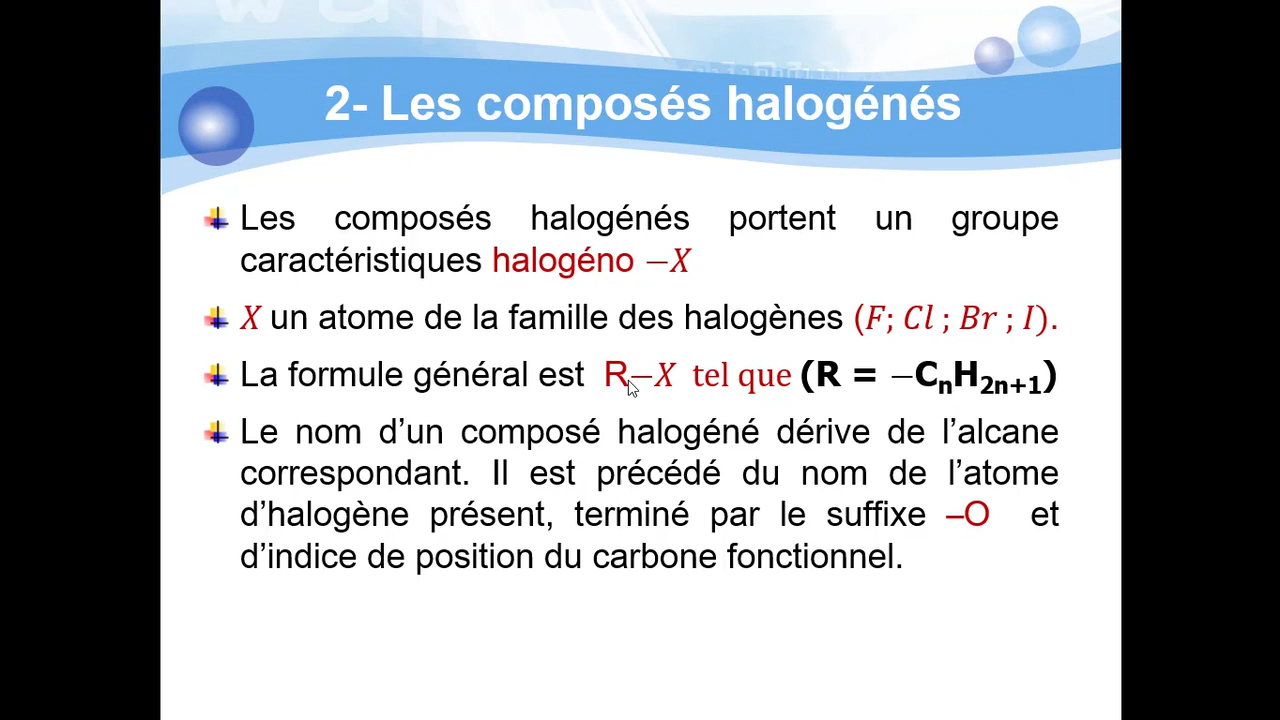 2- Les composés halogénés
Les composés halogénés portent un groupe
caractéristiques halogéno −X
X un atome de la famille des halogènes (F; Cl ; Br ; I).
La formule général est R−X tel que (R = −CₙH₂ₙ₊₁)
Le nom d’un composé halogéné dérive de l’alcane
correspondant. Il est précédé du nom de l’atome
d’halogène présent, terminé par le suffixe –O et
d’indice de position du carbone fonctionnel.